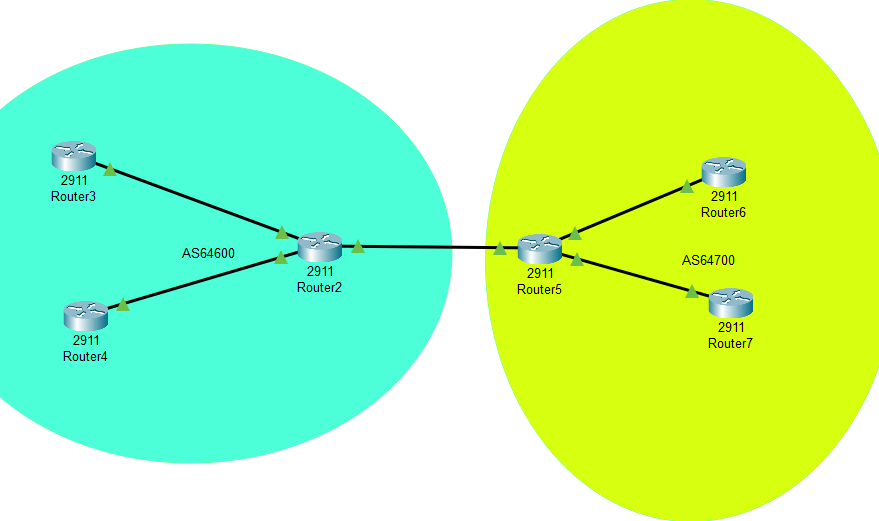 2911
Router3
AS64600
2911
Router2
2911
Router4
2911
Router5
2911
Router6
AS64700
2911
Router7